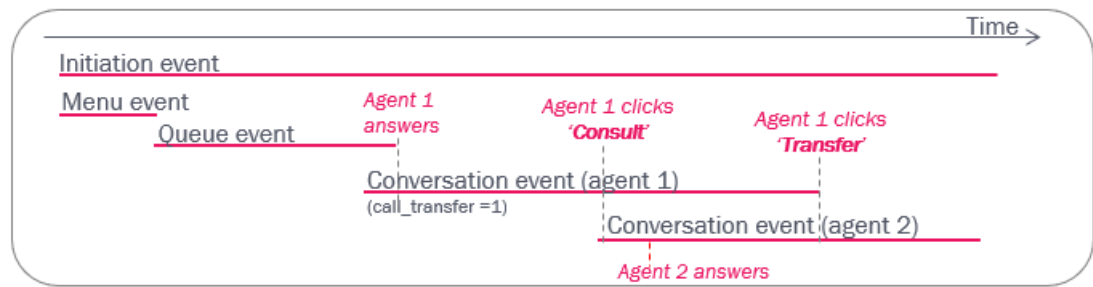 Time
Initiation event
Menu event
Agent 1
answers
Agent 1 clicks
‘Consult’
Agent 1 clicks
‘Transfer’
Queue event
Conversation event (agent 1)
(call_transfer =1)
Conversation event (agent 2)
Agent 2 answers